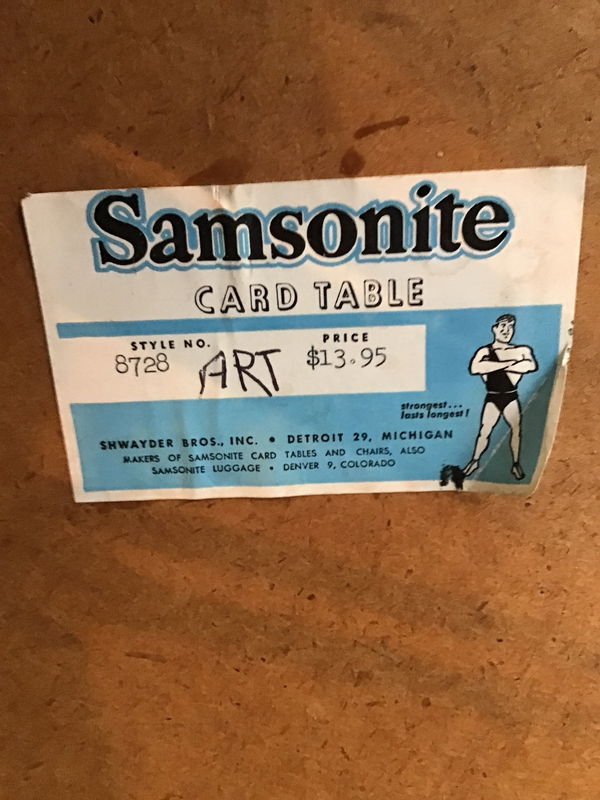 Samsonite
CARD TABLE
STYLE NO. PRICE
8728 ART $13.95
strongest...
lasts longest!
SHWAYDER BROS., INC. • DETROIT 29, MICHIGAN
MAKERS OF SAMSONITE CARD TABLES AND CHAIRS, ALSO
SAMSONITE LUGGAGE • DENVER 9, COLORADO